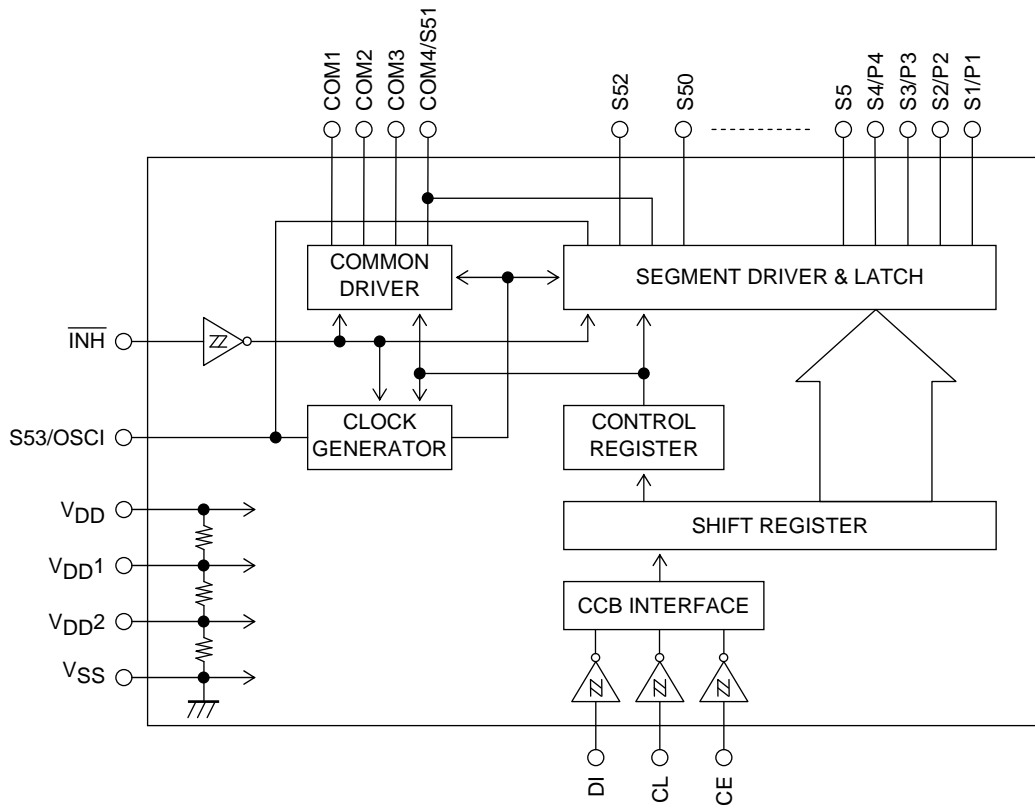 COM1
COM2
COM3
COM4/S51
S52
S50
S5
S4/P4
S3/P3
S2/P2
S1/P1
COMMON
DRIVER
SEGMENT DRIVER & LATCH
INH
S53/OSCI
CLOCK
GENERATOR
CONTROL
REGISTER
VDD
SHIFT REGISTER
VDD1
CCB INTERFACE
VDD2
VSS
DI
CL
CE